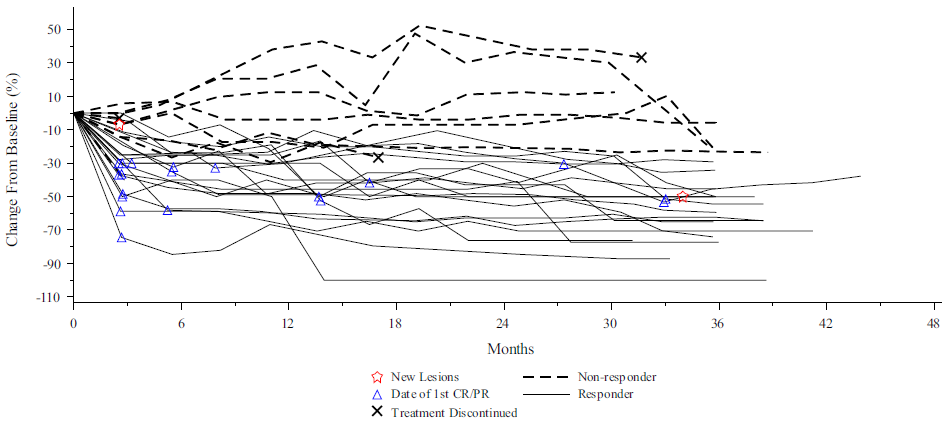 Change From Baseline (%)
50
30
10
-10
-30
-50
-70
-90
-110
0 6 12 18 24 30 36 42 48
Months
New Lesions Non-responder
Date of 1st CR/PR Responder
Treatment Discontinued